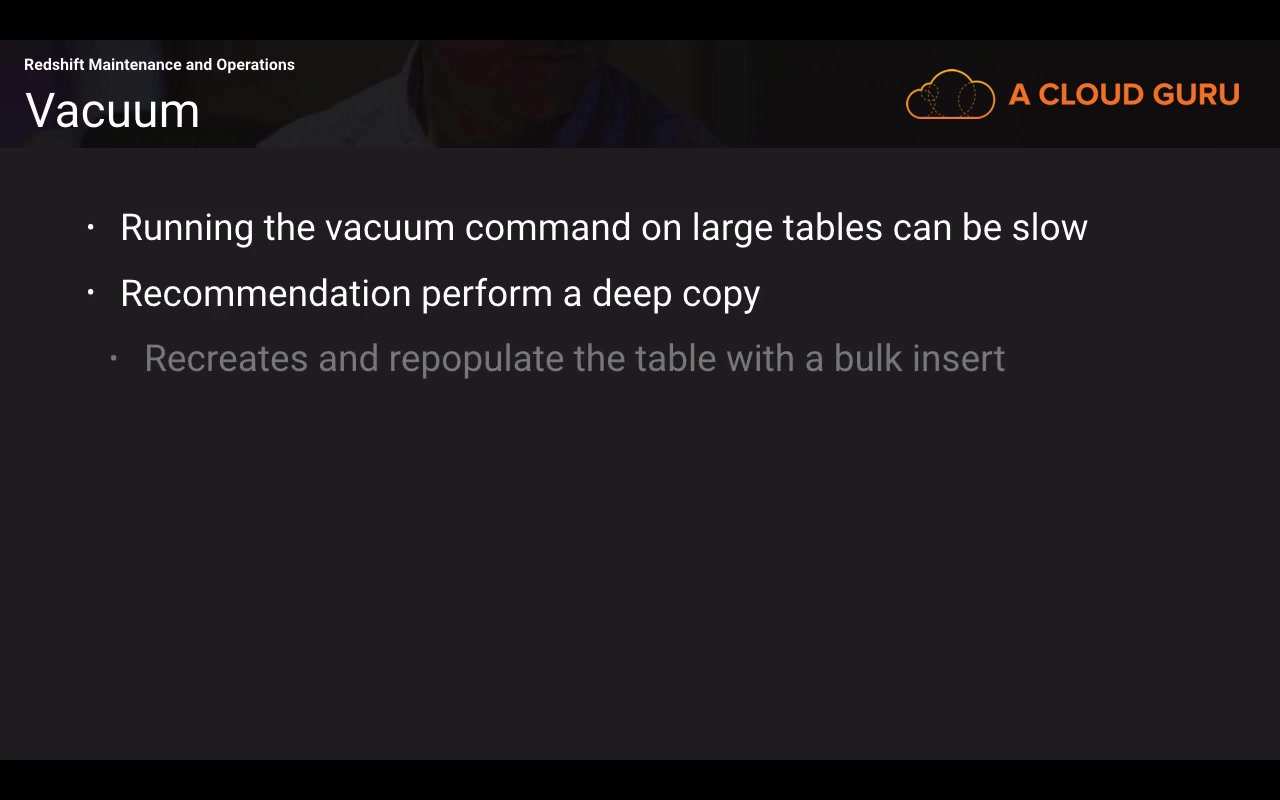 Redshift Maintenance and Operations
Vacuum
A CLOUD GURU
· Running the vacuum command on large tables can be slow
· Recommendation perform a deep copy
· Recreates and repopulate the table with a bulk insert